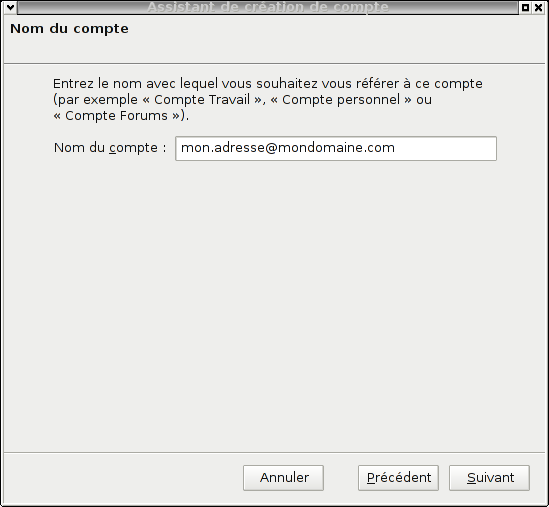 Assistant de création de compte
Nom du compte
Entrez le nom avec lequel vous souhaitez vous référer à ce compte
(par exemple « Compte Travail », « Compte personnel » ou
« Compte Forums »).
Nom du compte : mon.adresse@mondomaine.com
Annuler Précédent Suivant